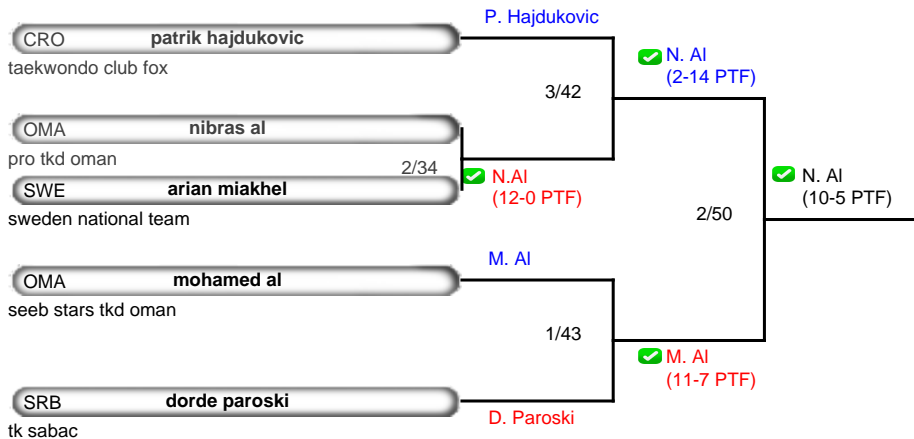 P. Hajdukovic
CRO patrik hajdukovic
taekwondo club fox
N. Al
(2-14 PTF)
3/42
OMA nibras al
pro tkd oman
2/34
SWE arian miakhel
sweden national team
N.Al
(12-0 PTF)
N. Al
(10-5 PTF)
2/50
M. Al
OMA mohamed al
seeb stars tkd oman
1/43
M. Al
(11-7 PTF)
SRB dorde paroski
D. Paroski
tk sabac